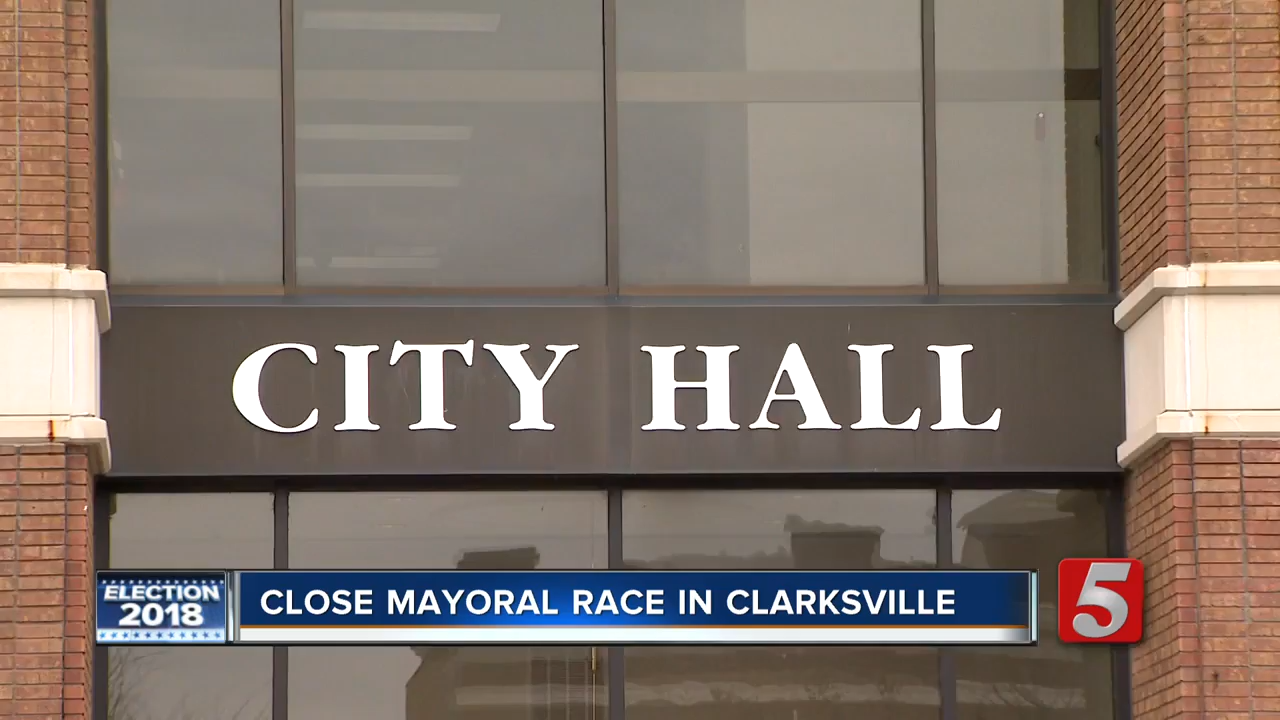 CITY HALL
ELECTION
2018
CLOSE MAYORAL RACE IN CLARKSVILLE
5